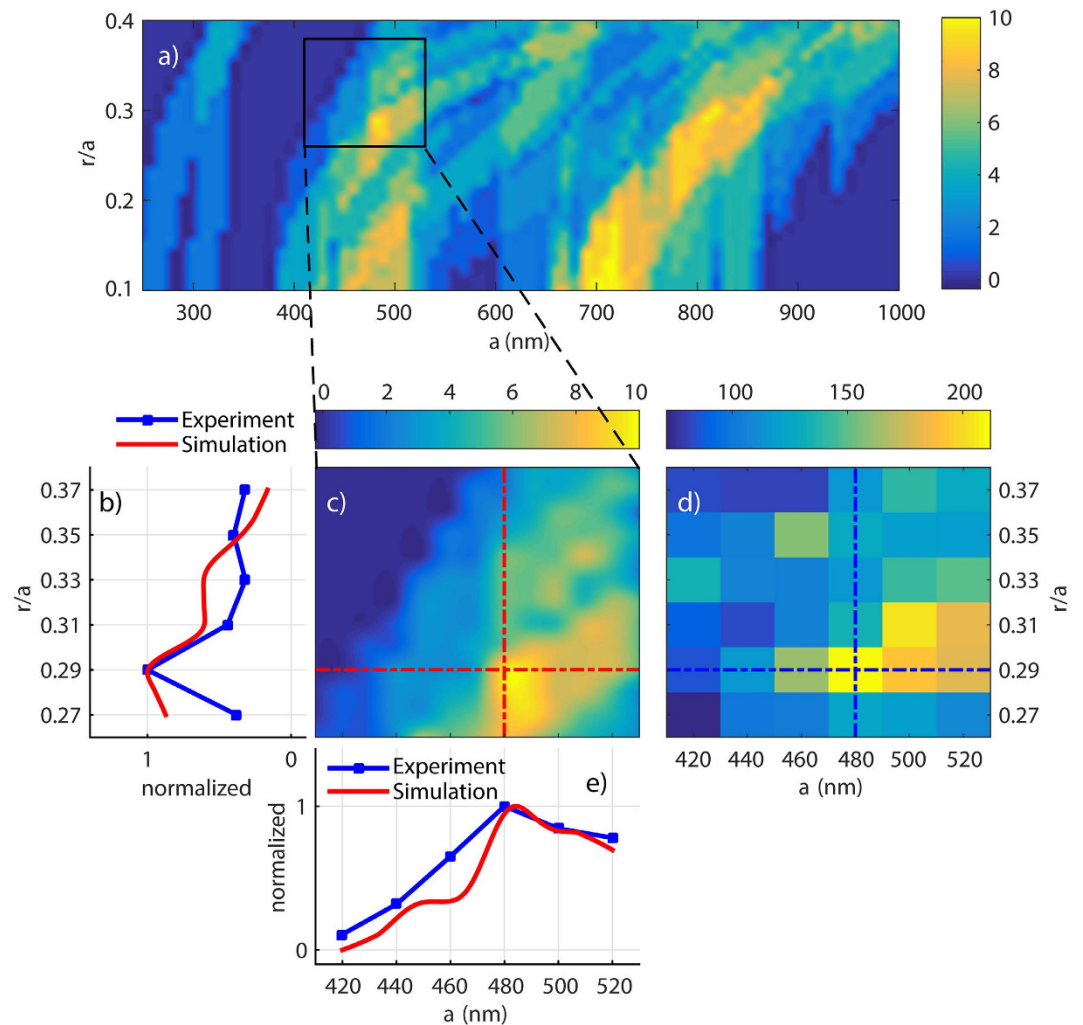 a)
r/a
0.4
0.3
0.2
0.1
300 400 500 600 700 800 900 1000
a (nm)
10
8
6
4
2
0
0 2 4 6 8 10
100 150 200
Experiment
Simulation
b)
r/a
0.37
0.35
0.33
0.31
0.29
0.27
1 0
normalized
c)
d)
0.37
0.35
0.33
0.31
0.29
0.27
r/a
420 440 460 480 500 520
a (nm)
Experiment
Simulation
e)
normalized
1
0
420 440 460 480 500 520
a (nm)